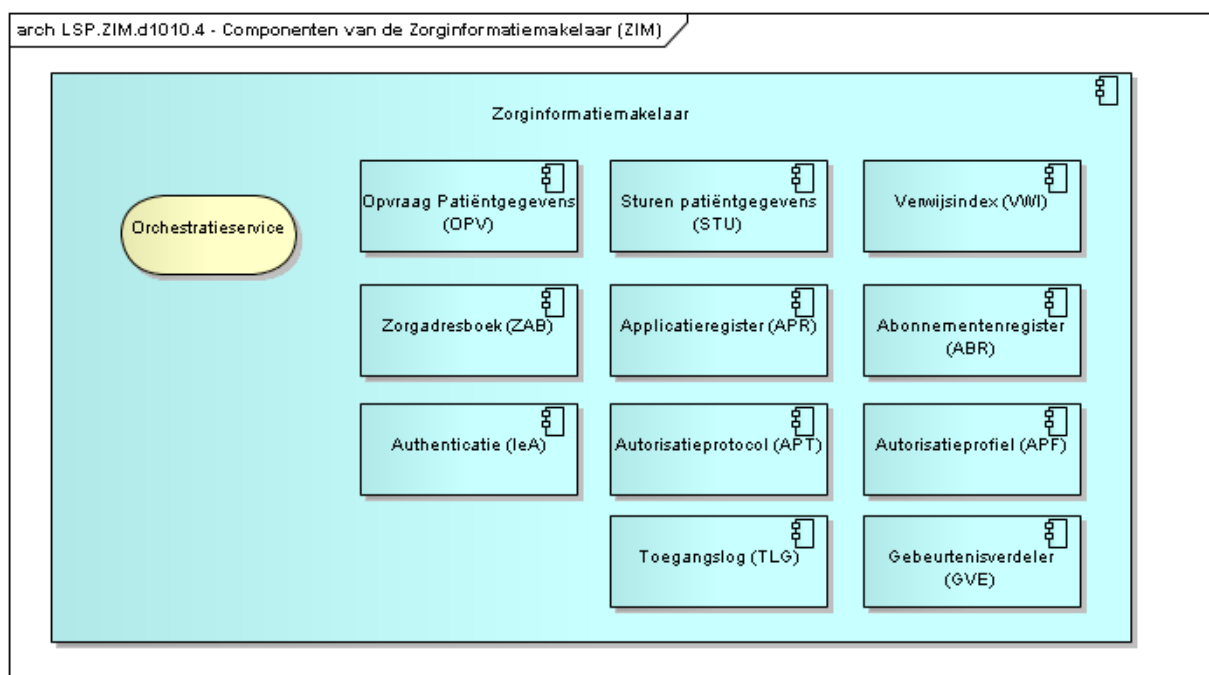 arch LSP.ZIM.d1010.4 - Componenten van de Zorginformatiemakelaar (ZIM)
Zorginformatiemakelaar
Orchestratieservice
Opvraag Patiëntgegevens
(OPV)
Sturen patiëntgegevens
(STU)
Verwijsindex (VWI)
Zorgadresboek (ZAB)
Applicatieregister (APR)
Abonnementenregister
(ABR)
Authenticatie (IeA)
Autorisatieprotocol (APT)
Autorisatieprofiel (APF)
Toegangslog (TLG)
Gebeurtenisverdeler
(GVE)